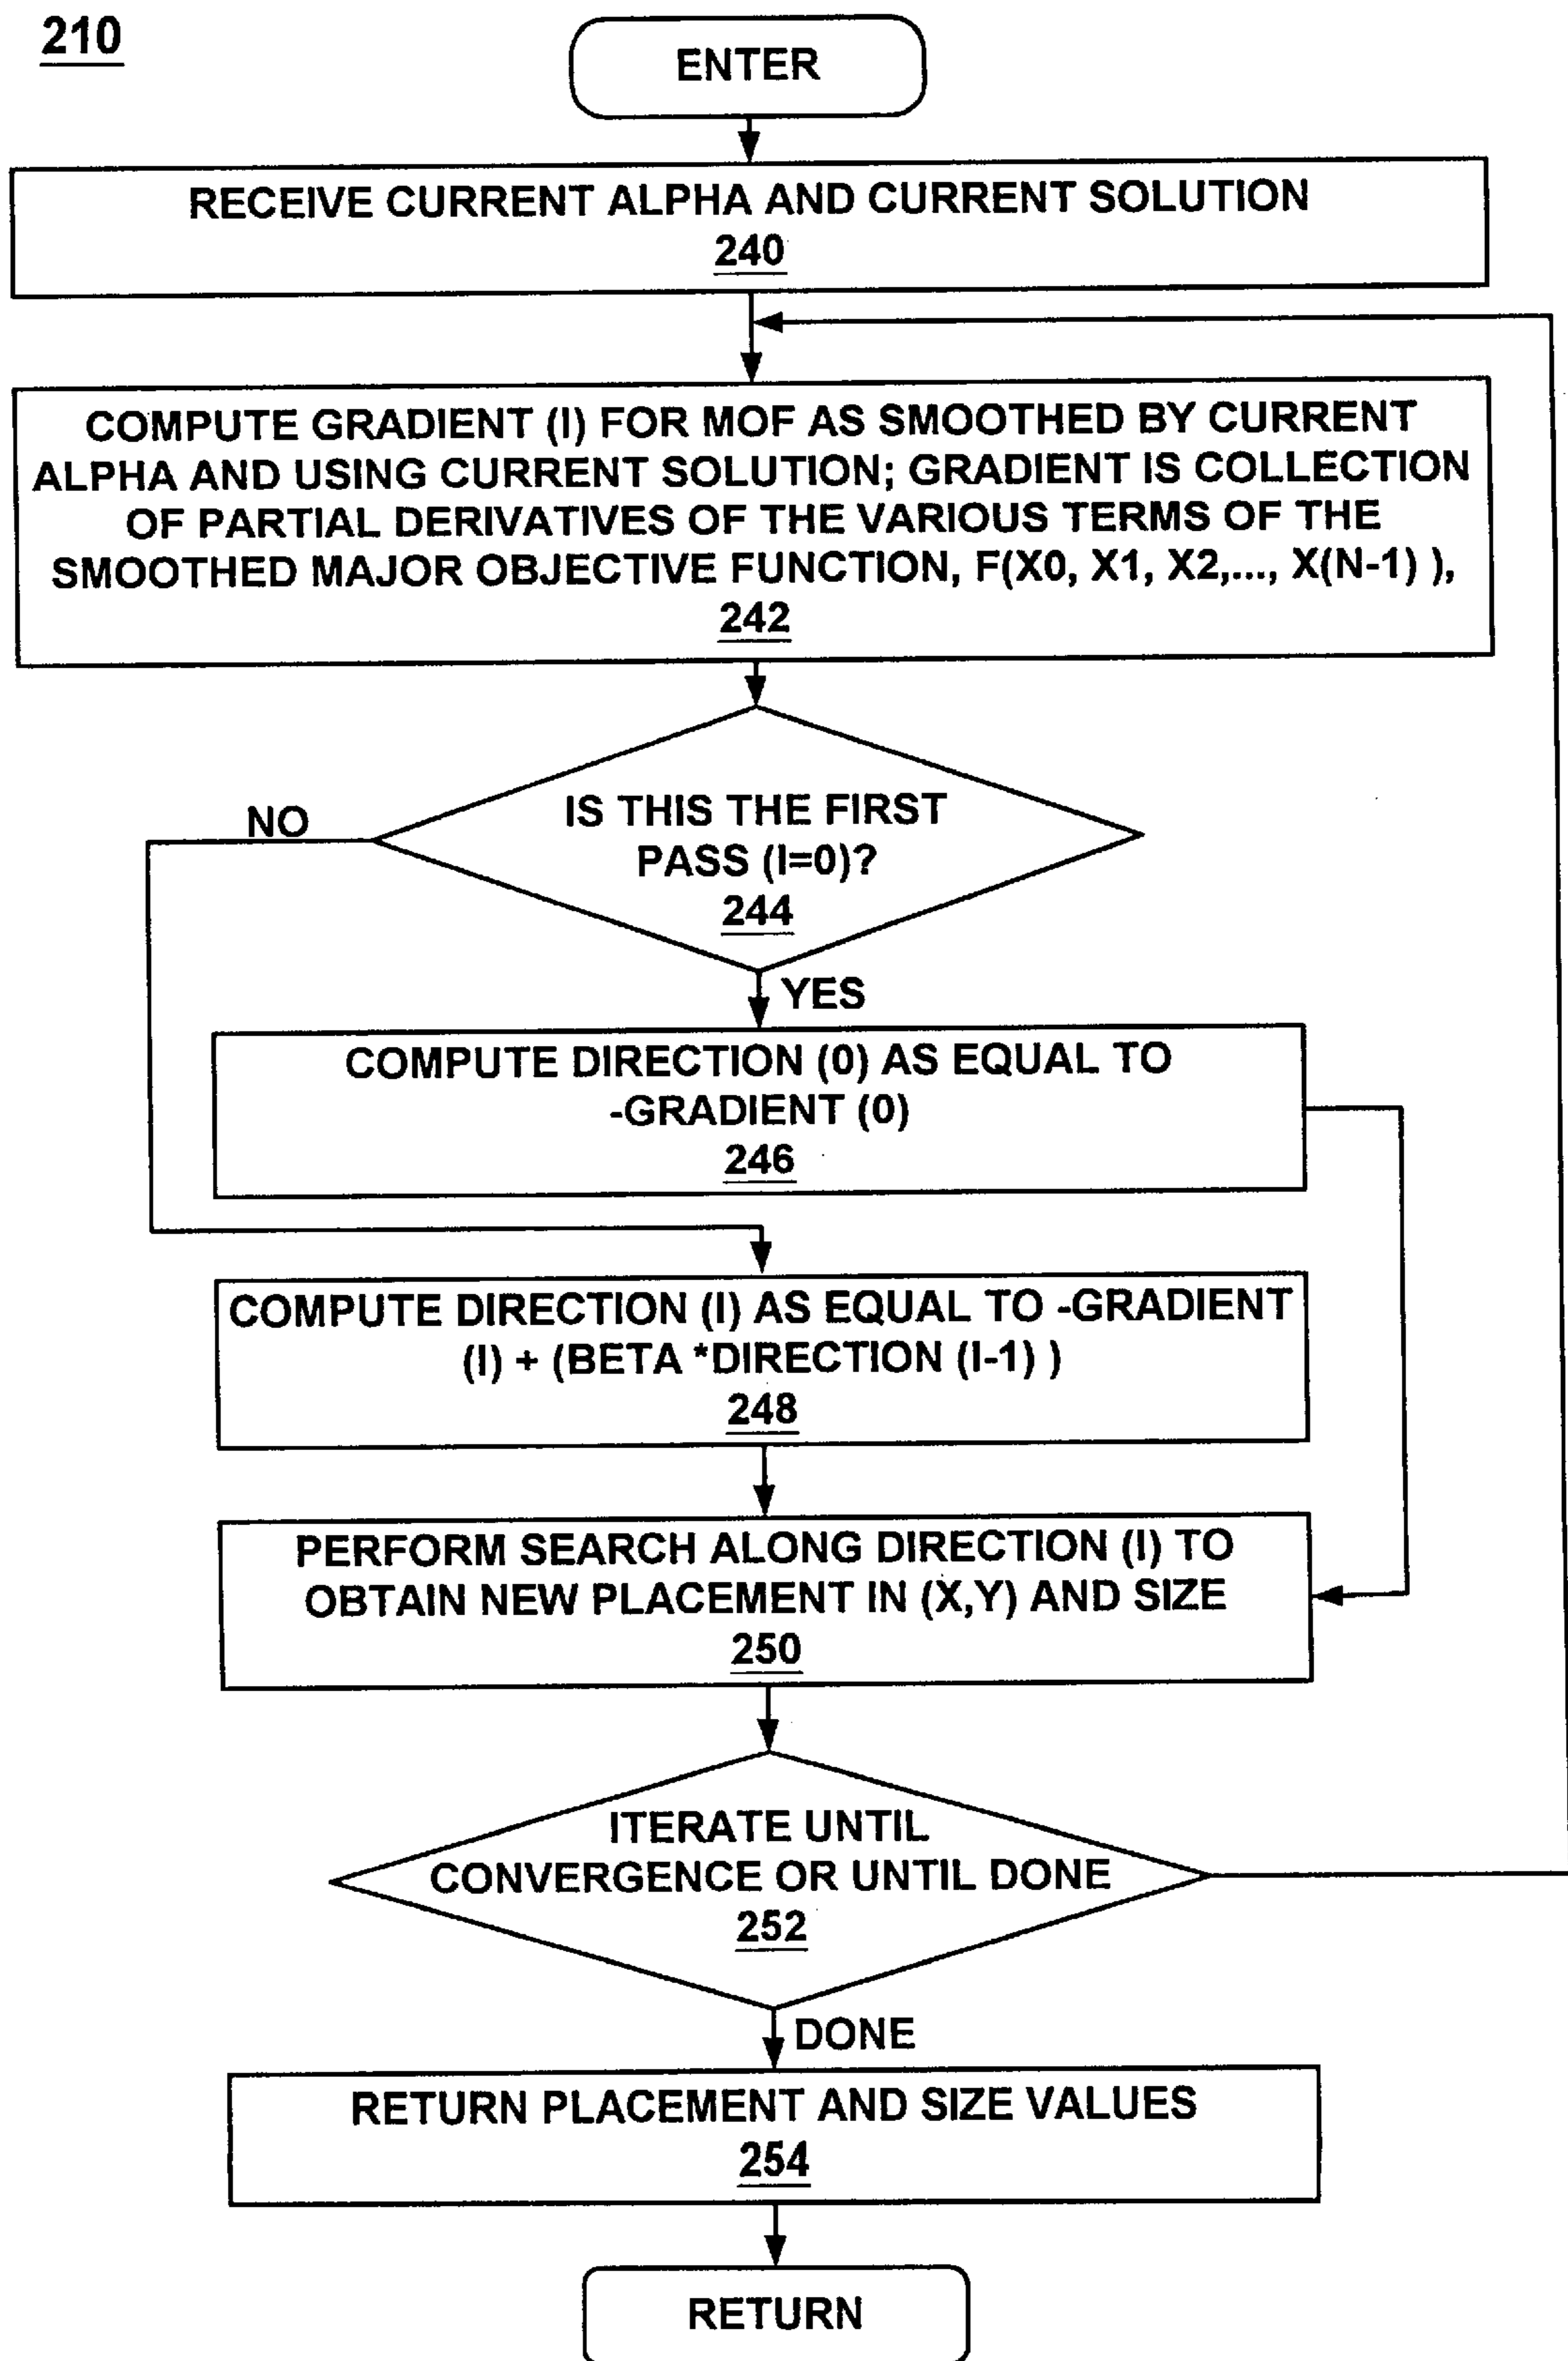 210
ENTER
RECEIVE CURRENT ALPHA AND CURRENT SOLUTION
240
COMPUTE GRADIENT (I) FOR MOF AS SMOOTHED BY CURRENT
ALPHA AND USING CURRENT SOLUTION; GRADIENT IS COLLECTION
OF PARTIAL DERIVATIVES OF THE VARIOUS TERMS OF THE
SMOOTHED MAJOR OBJECTIVE FUNCTION, F(X0, X1, X2,..., X(N-1) ),
242
IS THIS THE FIRST
PASS (I=0)?
244
NO
YES
COMPUTE DIRECTION (0) AS EQUAL TO
-GRADIENT (0)
246
COMPUTE DIRECTION (I) AS EQUAL TO -GRADIENT
(I) + (BETA *DIRECTION (I-1) )
248
PERFORM SEARCH ALONG DIRECTION (I) TO
OBTAIN NEW PLACEMENT IN (X,Y) AND SIZE
250
ITERATE UNTIL
CONVERGENCE OR UNTIL DONE
252
DONE
RETURN PLACEMENT AND SIZE VALUES
254
RETURN